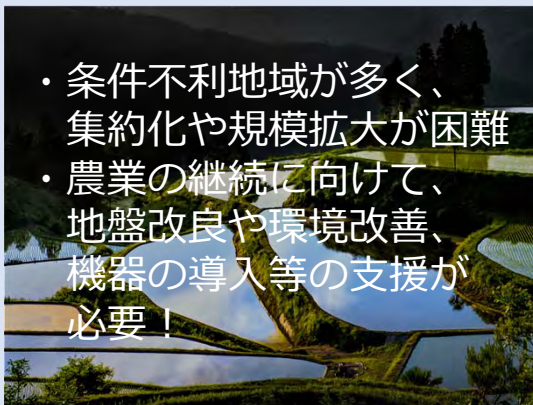 ・条件不利地域が多く、
集約化や規模拡大が困難
・農業の継続に向けて、
地盤改良や環境改善、
機器の導入等の支援が
必要！